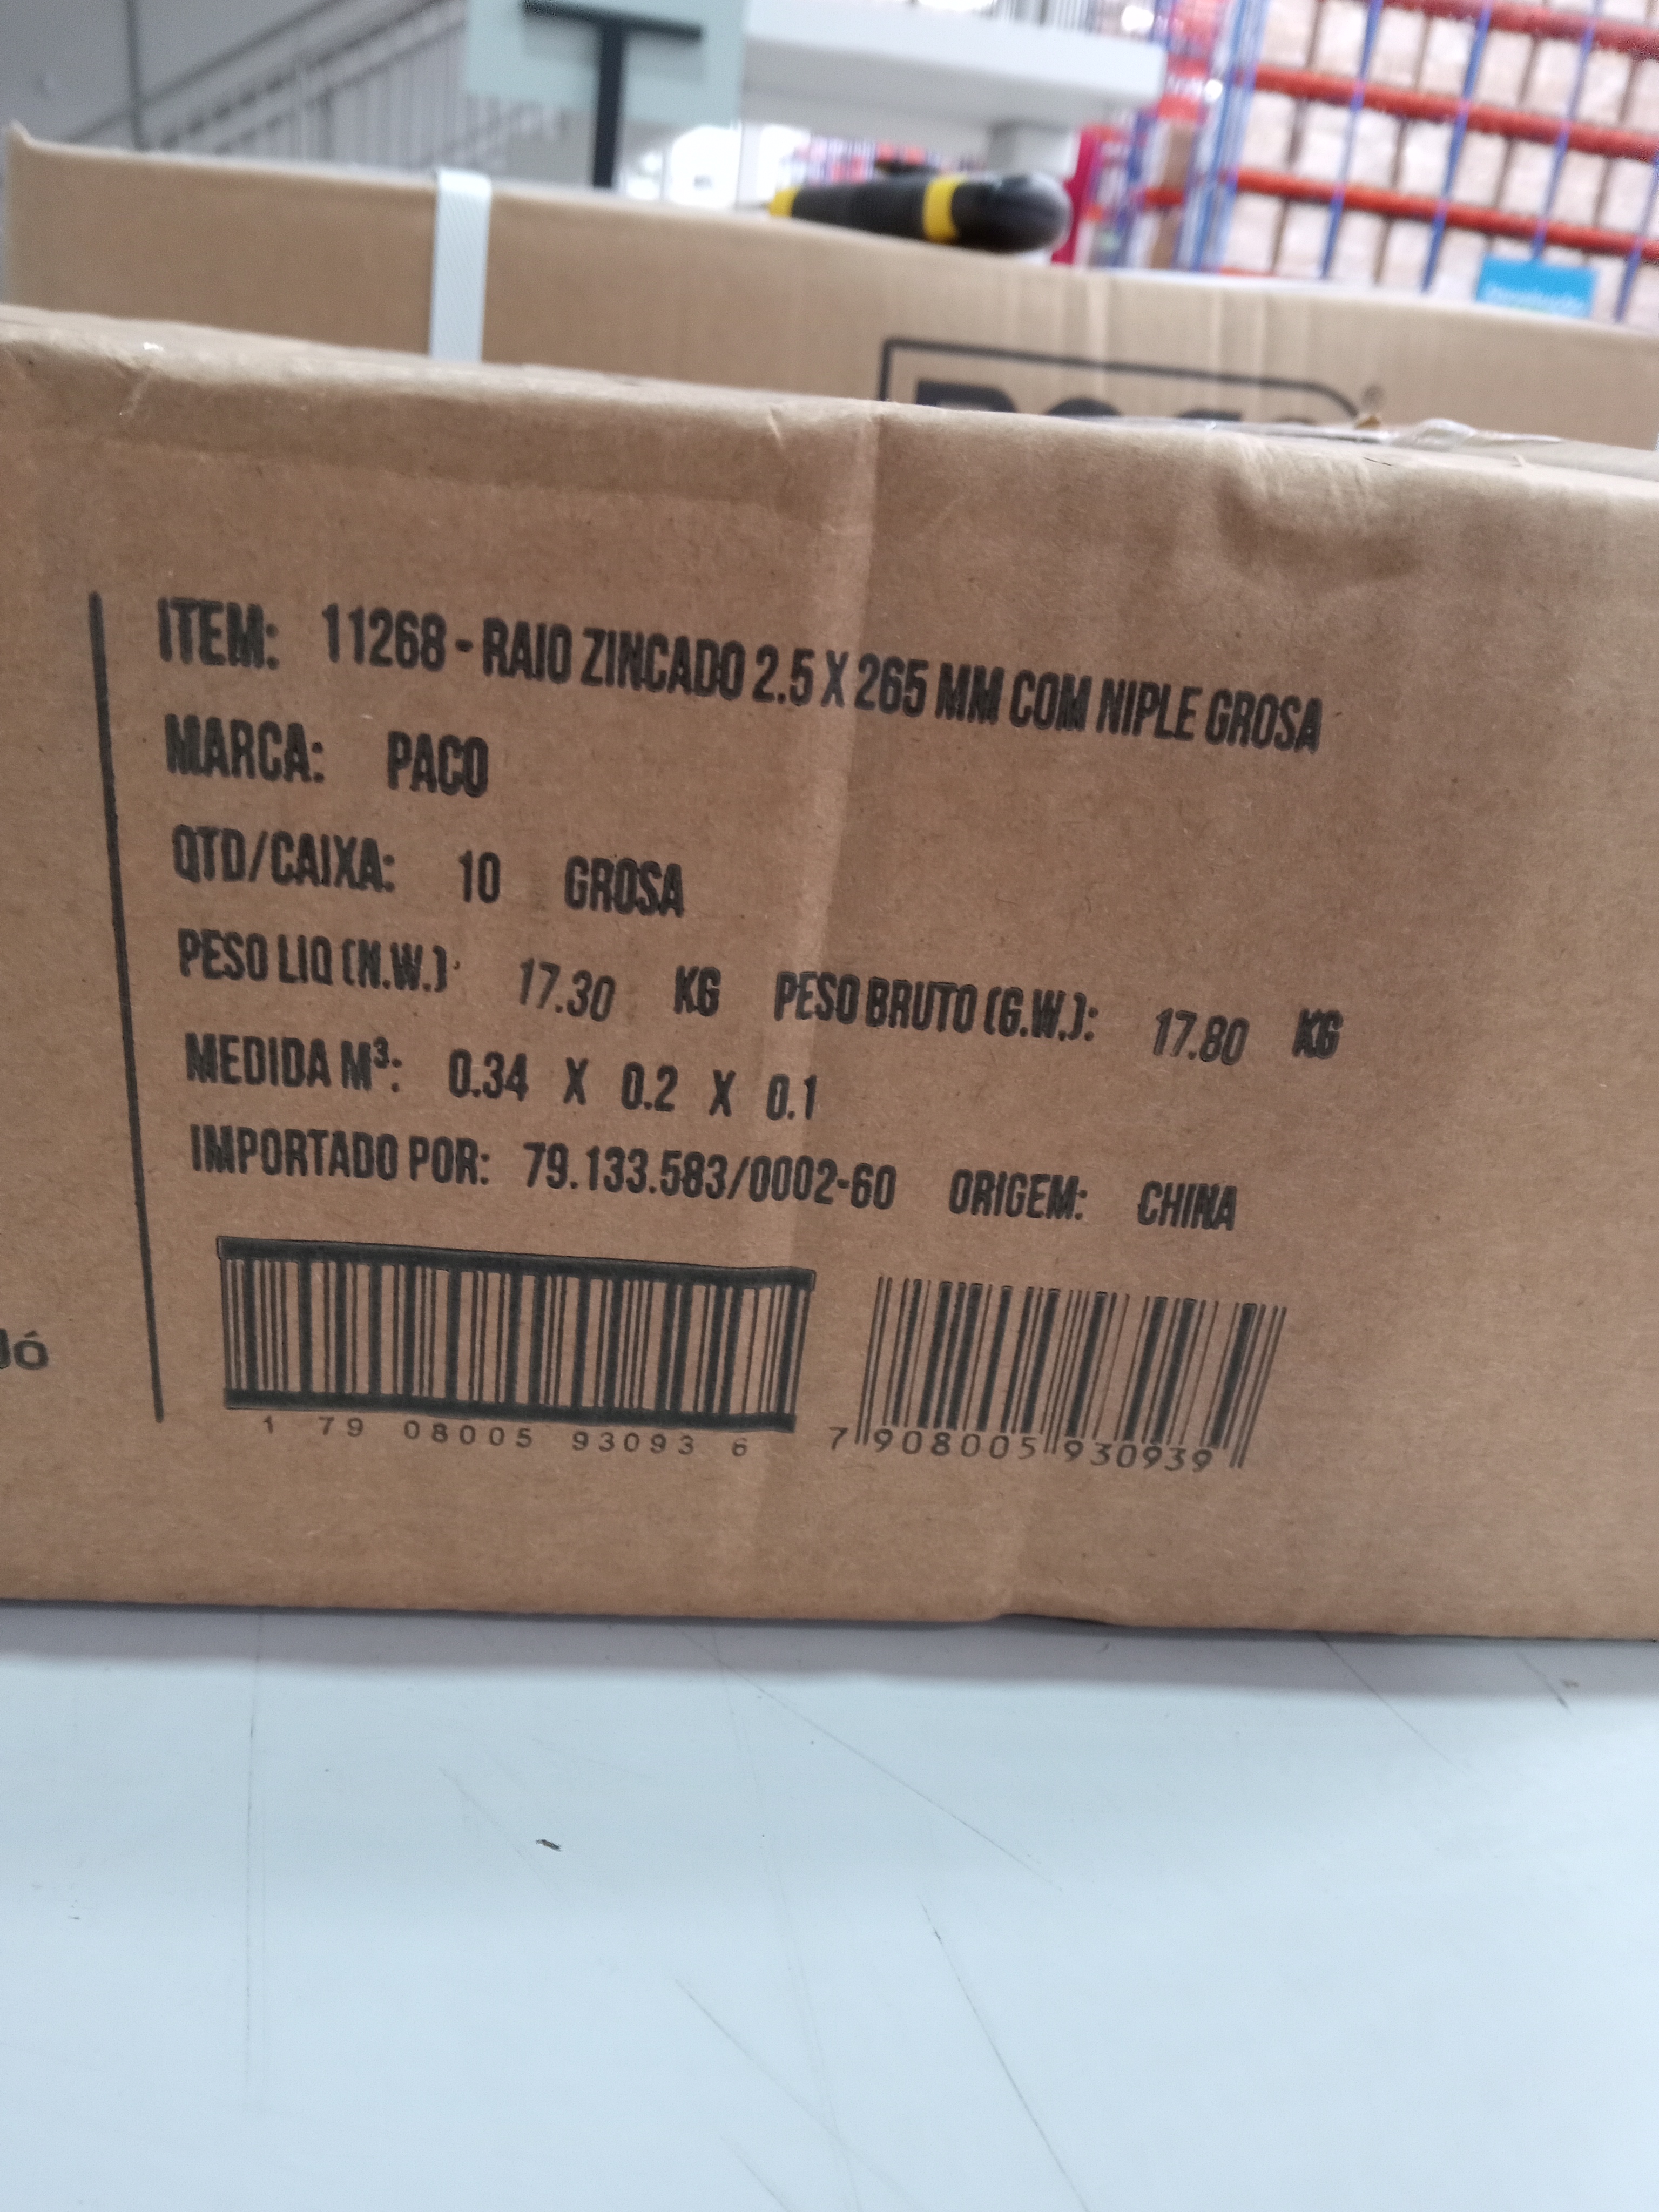 ITEM: 11268 - RAIO ZINCADO 2.5 X 265 MM COM NIPLE GROSA
MARCA: PACO
QTD/CAIXA: 10 GROSA
PESO LIQ (N.W.): 17.30 KG PESO BRUTO (G.W.): 17.80 KG
MEDIDA M³: 0.34 X 0.2 X 0.1
IMPORTADO POR: 79.133.583/0002-60 ORIGEM: CHINA
1 79 08005 93093 6
7 908005 930939